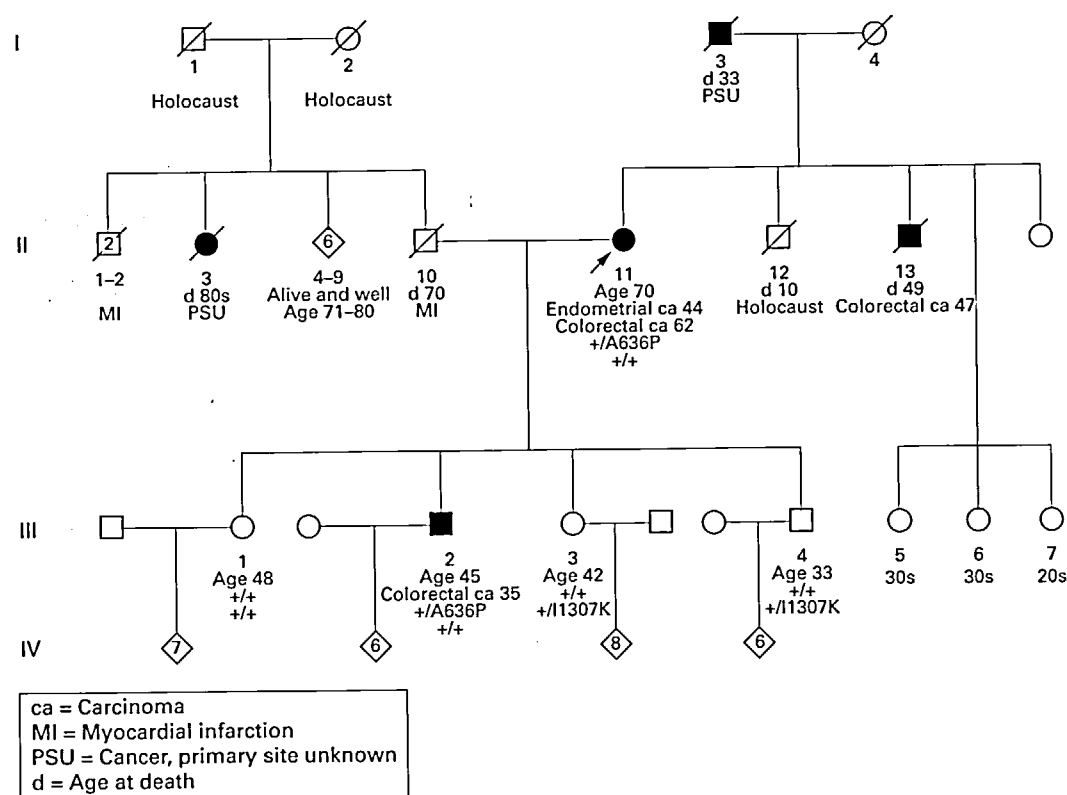 I
1
Holocaust
2
Holocaust
3
d 33
PSU
4
II
2
1–2
MI
3
d 80s
PSU
6
4–9
Alive and well
Age 71–80
10
d 70
MI
11
Age 70
Endometrial ca 44
Colorectal ca 62
+/A636P
+/+
12
d 10
Holocaust
13
d 49
Colorectal ca 47
III
1
Age 48
+/+
+/+
2
Age 45
Colorectal ca 35
+/A636P
+/+
3
Age 42
+/+
+/I1307K
4
Age 33
+/+
+/I1307K
5
30s
6
30s
7
20s
IV
7
6
8
6
ca = Carcinoma
MI = Myocardial infarction
PSU = Cancer, primary site unknown
d = Age at death